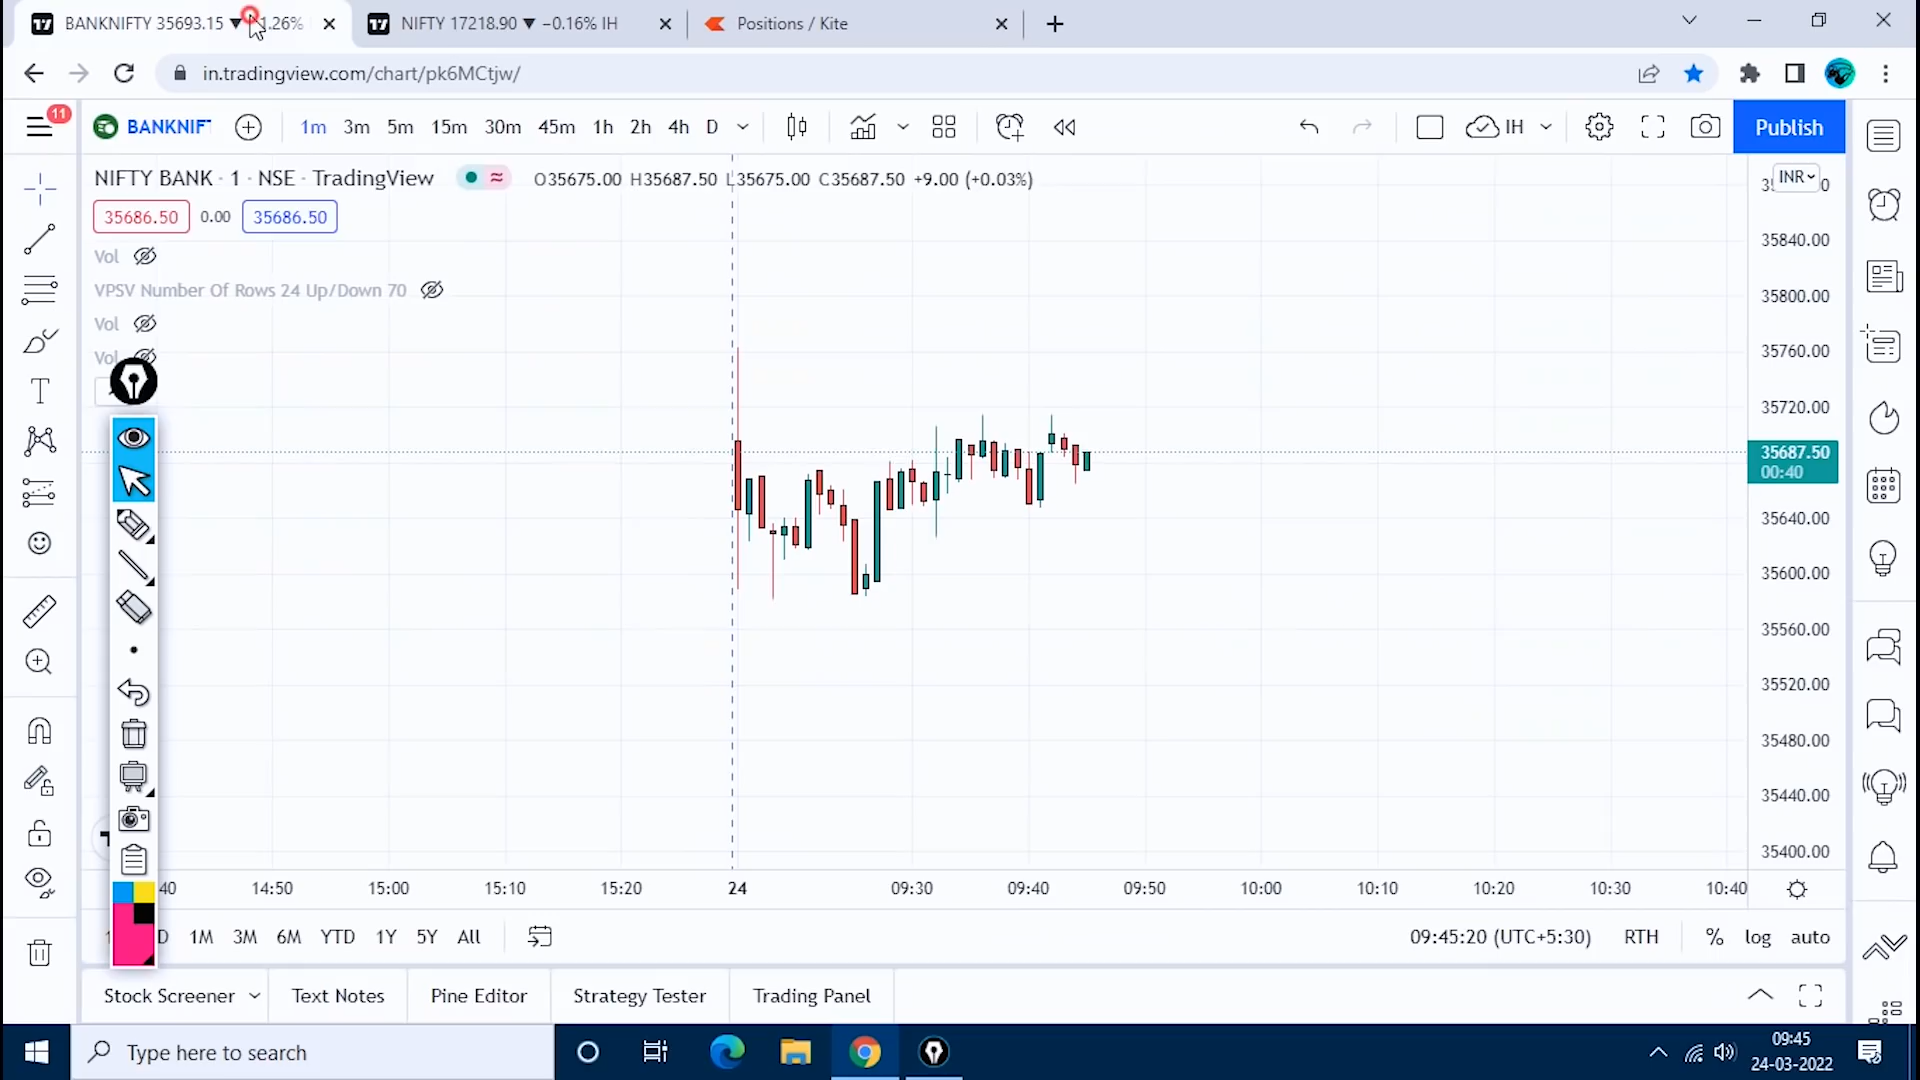 BANKNIFTY 35693.15 ▼ 1.26%
NIFTY 17218.90 ▼ −0.16% IH
Positions / Kite
in.tradingview.com/chart/pk6MCtjw/
11
BANKNIFT
1m 3m 5m 15m 30m 45m 1h 2h 4h D
IH
Publish
NIFTY BANK · 1 · NSE · TradingView
O35675.00 H35687.50 L35675.00 C35687.50 +9.00 (+0.03%)
INR
35686.50 0.00 35686.50
Vol
VPSV Number Of Rows 24 Up/Down 70
Vol
Vol
35840.00
35800.00
35760.00
35720.00
35687.50
00:40
35640.00
35600.00
35560.00
35520.00
35480.00
35440.00
35400.00
40 14:50 15:00 15:10 15:20 24 09:30 09:40 09:50 10:00 10:10 10:20 10:30 10:40
D 1M 3M 6M YTD 1Y 5Y All
09:45:20 (UTC+5:30) RTH % log auto
Stock Screener Text Notes Pine Editor Strategy Tester Trading Panel
Type here to search
09:45
24-03-2022